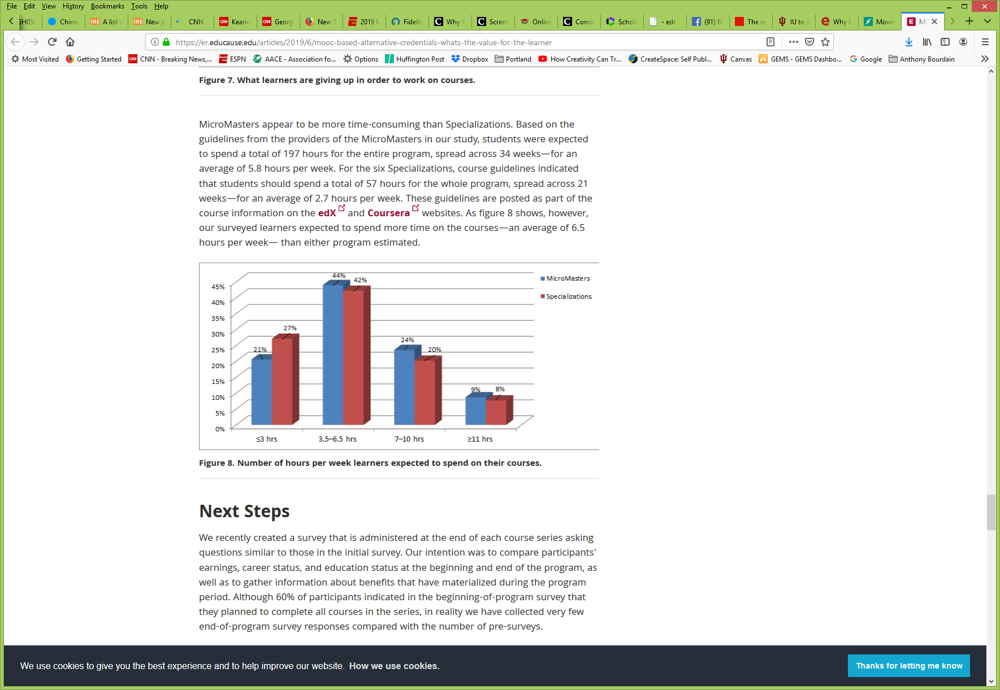 File Edit View History Bookmarks Tools Help
Chine IHE A list IHE New p CNN - CNN Keanu CNN Georg New T 2019 Fidelit Why Screen Online Comin Schola - edr (91) The se IU to a Why Movin
https://er.educause.edu/articles/2019/6/mooc-based-alternative-credentials-whats-the-value-for-the-learner
Most Visited Getting Started CNN CNN - Breaking News,... ESPN AACE - Association fo... Options Huffington Post Dropbox Portland How Creativity Can Tr... CreateSpace: Self Publ... Canvas GEMS - GEMS Dashbo... Google Anthony Bourdain
Figure 7. What learners are giving up in order to work on courses.
MicroMasters appear to be more time-consuming than Specializations. Based on the
guidelines from the providers of the MicroMasters in our study, students were expected
to spend a total of 197 hours for the entire program, spread across 34 weeks—for an
average of 5.8 hours per week. For the six Specializations, course guidelines indicated
that students should spend a total of 57 hours for the whole program, spread across 21
weeks—for an average of 2.7 hours per week. These guidelines are posted as part of the
course information on the edX and Coursera websites. As figure 8 shows, however,
our surveyed learners expected to spend more time on the courses—an average of 6.5
hours per week— than either program estimated.
MicroMasters
Specializations
45%
40%
35%
30%
25%
20%
15%
10%
5%
0%
21% 27%
44% 42%
24% 20%
9% 8%
≤3 hrs 3.5–6.5 hrs 7–10 hrs ≥11 hrs
Figure 8. Number of hours per week learners expected to spend on their courses.
Next Steps
We recently created a survey that is administered at the end of each course series asking
questions similar to those in the initial survey. Our intention was to compare participants'
earnings, career status, and education status at the beginning and end of the program, as
well as to gather information about benefits that have materialized during the program
period. Although 60% of participants indicated in the beginning-of-program survey that
they planned to complete all courses in the series, in reality we have collected very few
end-of-program survey responses compared with the number of pre-surveys.
We use cookies to give you the best experience and to help improve our website. How we use cookies.
Thanks for letting me know